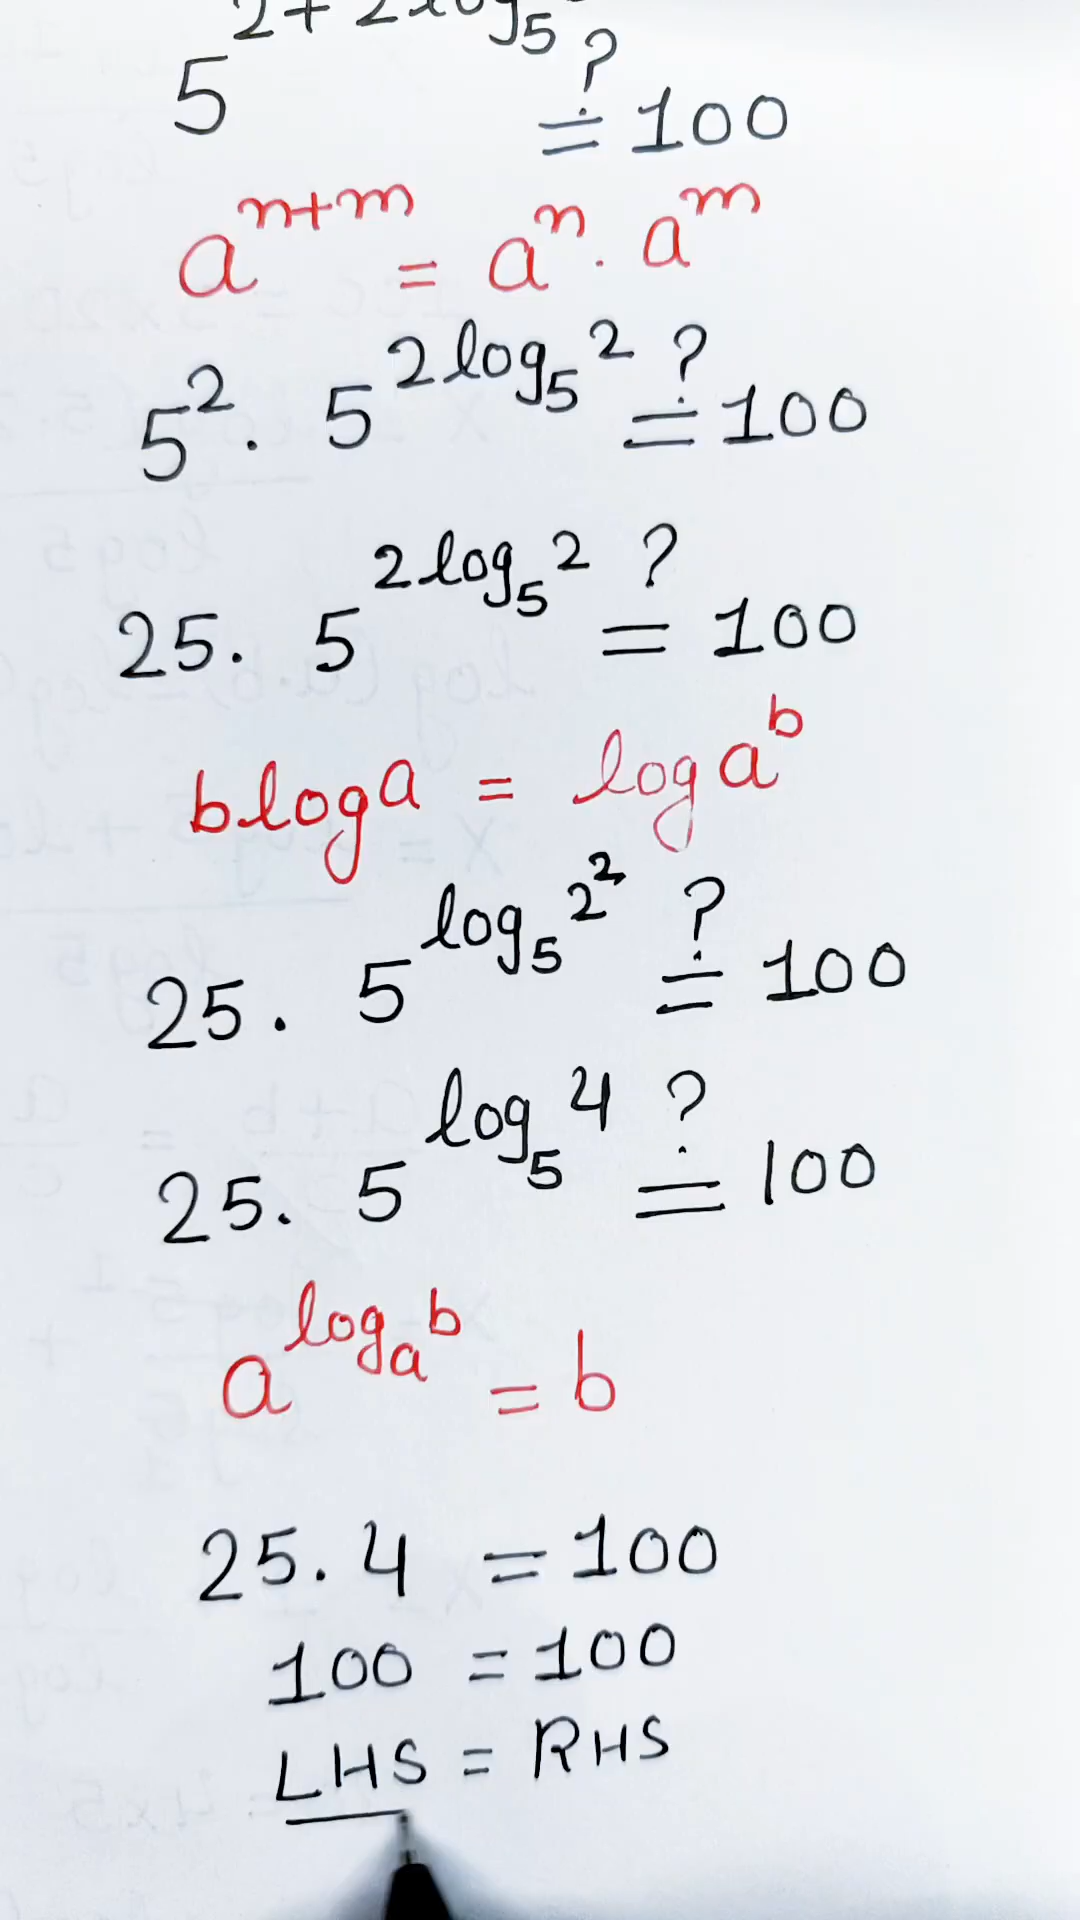 5^{2+2log_5
≟ 100
a^{n+m} = a^n . a^m
5^2 . 5^{2log_5 2} ≟ 100
25 . 5^{2log_5 2} ≟ 100
b log a = log a^b
25 . 5^{log_5 2^2} ≟ 100
25 . 5^{log_5 4} ≟ 100
a^{log_a b} = b
25 . 4 = 100
100 = 100
LHS = RHS